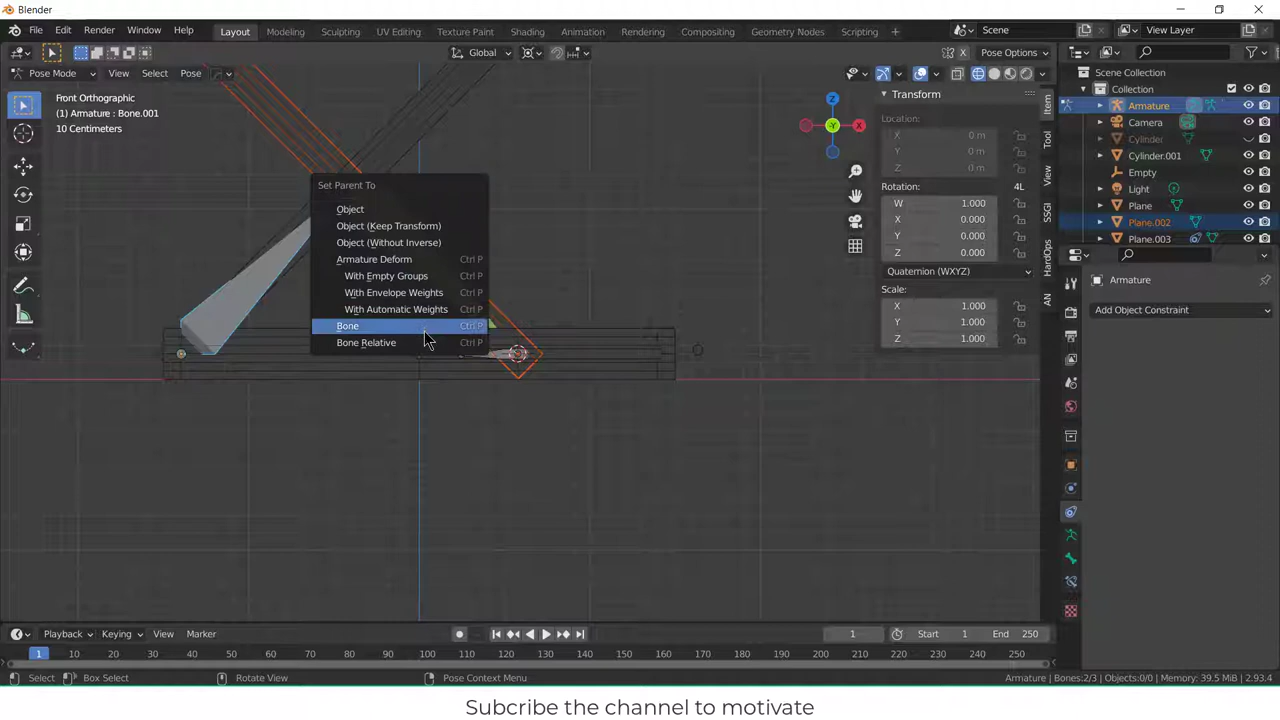 Blender
File Edit Render Window Help Layout Modeling Sculpting UV Editing Texture Paint Shading Animation Rendering Compositing Geometry Nodes Scripting + Scene View Layer
Global Pose Options
Pose Mode View Select Pose
Front Orthographic
(1) Armature : Bone.001
10 Centimeters
Set Parent To
Object
Object (Keep Transform)
Object (Without Inverse)
Armature Deform Ctrl P
With Empty Groups Ctrl P
With Envelope Weights Ctrl P
With Automatic Weights Ctrl P
Bone Ctrl P
Bone Relative Ctrl P
Z
X
-Y
Transform
Location:
X 0 m
Y 0 m
Z 0 m
Rotation: 4L
W 1.000
X 0.000
Y 0.000
Z 0.000
Quaternion (WXYZ)
Scale:
X 1.000
Y 1.000
Z 1.000
Item
Tool
View
SSGI
HardOps
AN
Scene Collection
Collection
Armature
Camera
Cylinder
Cylinder.001
Empty
Light
Plane
Plane.002
Plane.003
Armature
Add Object Constraint
Playback Keying View Marker 1 Start 1 End 250
1 10 20 30 40 50 60 70 80 90 100 110 120 130 140 150 160 170 180 190 200 210 220 230 240 250
Select Box Select Rotate View Pose Context Menu Armature | Bones:2/3 | Objects:0/0 | Memory: 39.5 MiB | 2.93.4
Subcribe the channel to motivate